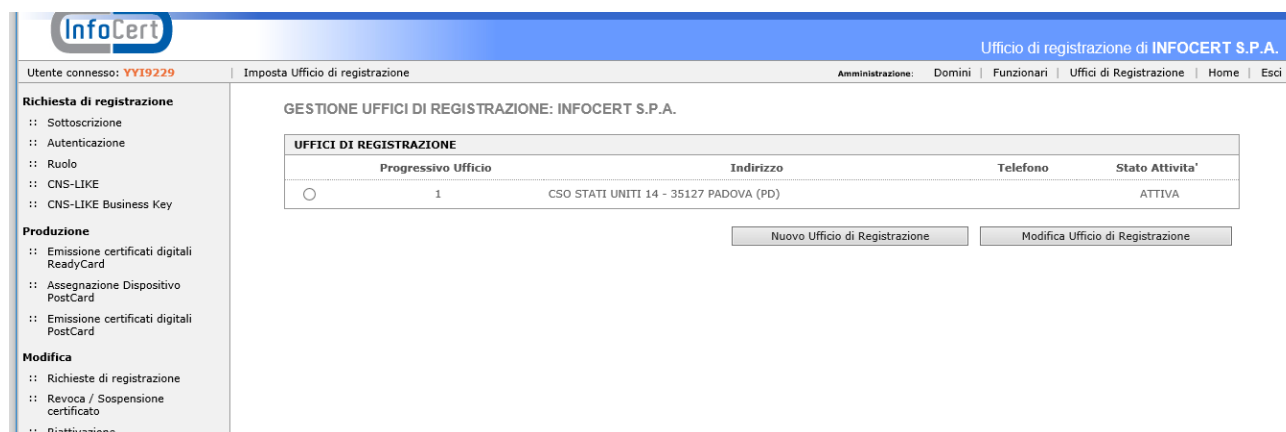 InfoCert
Ufficio di registrazione di INFOCERT S.P.A.
Utente connesso: YYI9229 | Imposta Ufficio di registrazione
Amministrazione: Domini | Funzionari | Uffici di Registrazione | Home | Esci
Richiesta di registrazione
:: Sottoscrizione
:: Autenticazione
:: Ruolo
:: CNS-LIKE
:: CNS-LIKE Business Key
Produzione
:: Emissione certificati digitali
ReadyCard
:: Assegnazione Dispositivo
PostCard
:: Emissione certificati digitali
PostCard
Modifica
:: Richieste di registrazione
:: Revoca / Sospensione
certificato
:: Riattivazione
GESTIONE UFFICI DI REGISTRAZIONE: INFOCERT S.P.A.
UFFICI DI REGISTRAZIONE
Progressivo Ufficio Indirizzo Telefono Stato Attivita'
1 CSO STATI UNITI 14 - 35127 PADOVA (PD) ATTIVA
Nuovo Ufficio di Registrazione Modifica Ufficio di Registrazione